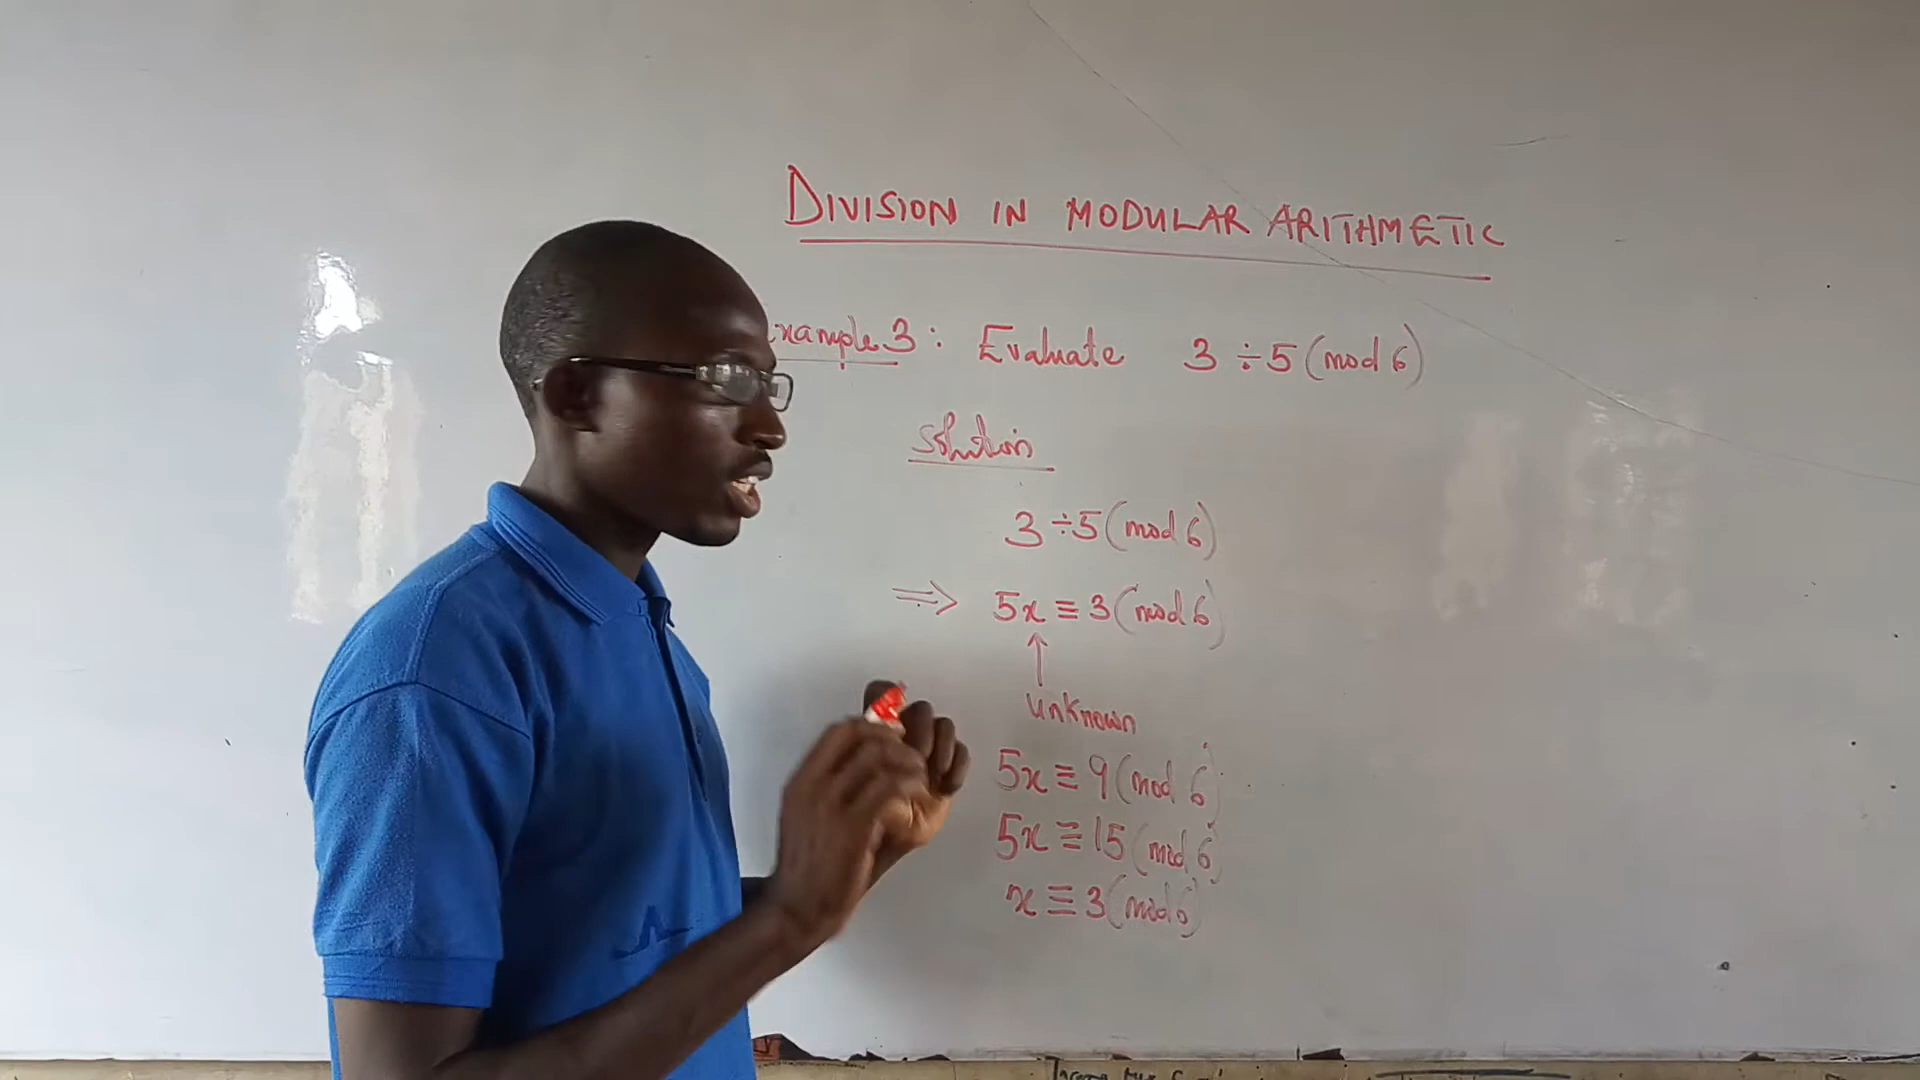 DIVISION IN MODULAR ARITHMETIC
xample 3: Evaluate 3 ÷ 5 (mod 6)
Solution
3 ÷ 5 (mod 6)
⇒ 5x ≡ 3 (mod 6)
↑
Unknown
5x ≡ 9 (mod 6)
5x ≡ 15 (mod 6
x ≡ 3 (mod 6)